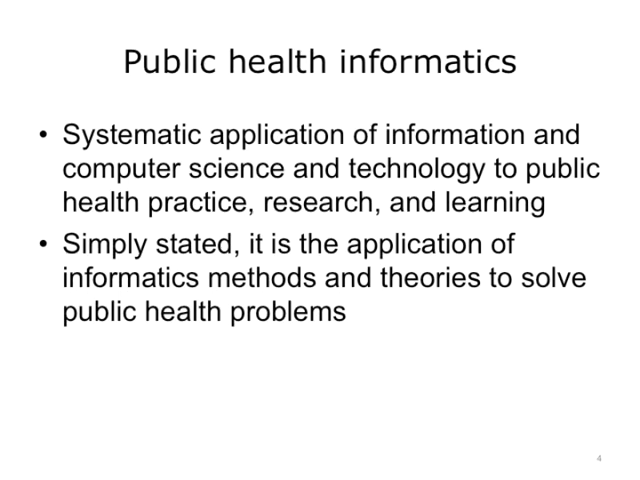 Public health informatics
• Systematic application of information and
computer science and technology to public
health practice, research, and learning
• Simply stated, it is the application of
informatics methods and theories to solve
public health problems
4